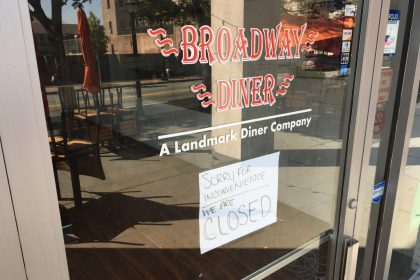 BROADWAY
DINER
A Landmark Diner Company
SORRY FOR
INCONVENIENCE
WE ARE
CLOSED